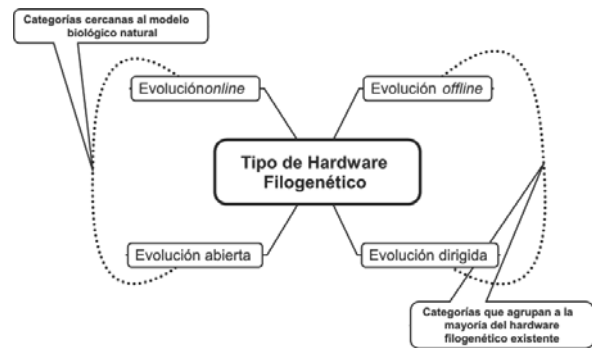 Categorías cercanas al modelo
biológico natural
Evoluciónonline
Evolución offline
Tipo de Hardware
Filogenético
Evolución abierta
Evolución dirigida
Categorías que agrupan a la
mayoría del hardware
filogenético existente